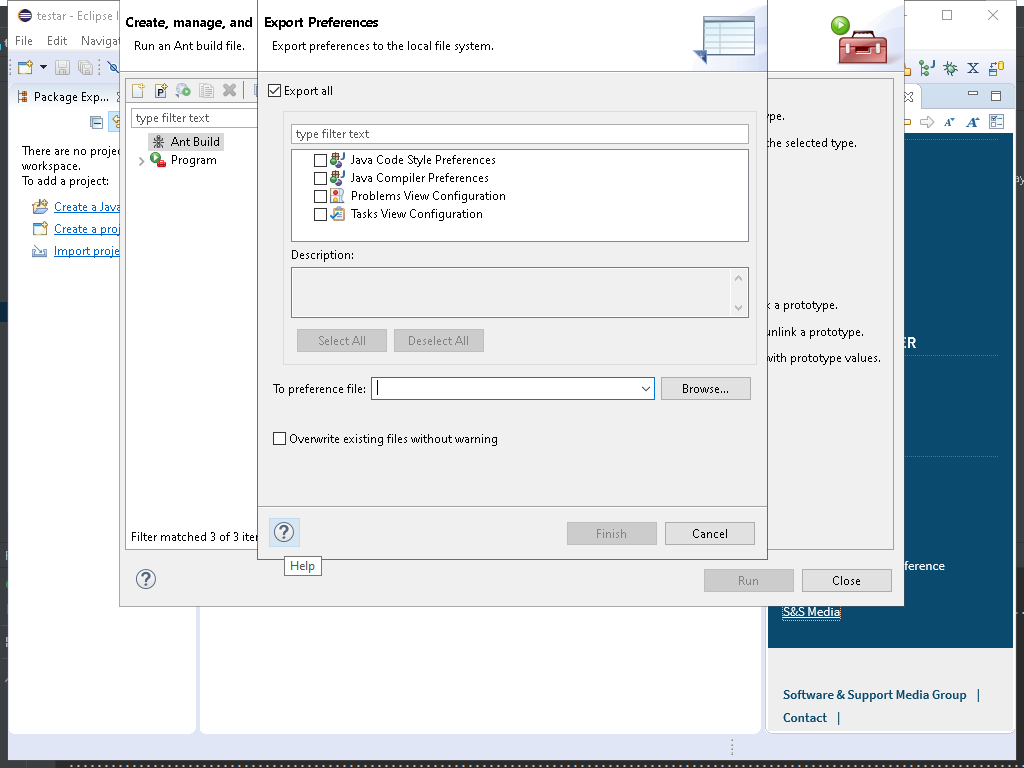 testar - Eclipse I
File Edit Navigat
Package Exp...
There are no proje
workspace.
To add a project:
Create a Java
Create a proj
Import proje
Create, manage, and
Run an Ant build file.
type filter text
Ant Build
Program
Filter matched 3 of 3 iter
Export Preferences
Export preferences to the local file system.
Export all
type filter text
Java Code Style Preferences
Java Compiler Preferences
Problems View Configuration
Tasks View Configuration
Description:
Select All Deselect All
To preference file: Browse...
Overwrite existing files without warning
Finish Cancel
Help
ype.
the selected type.
k a prototype.
unlink a prototype.
with prototype values.
Run Close
ER
ference
S&S Media
Software & Support Media Group |
Contact |